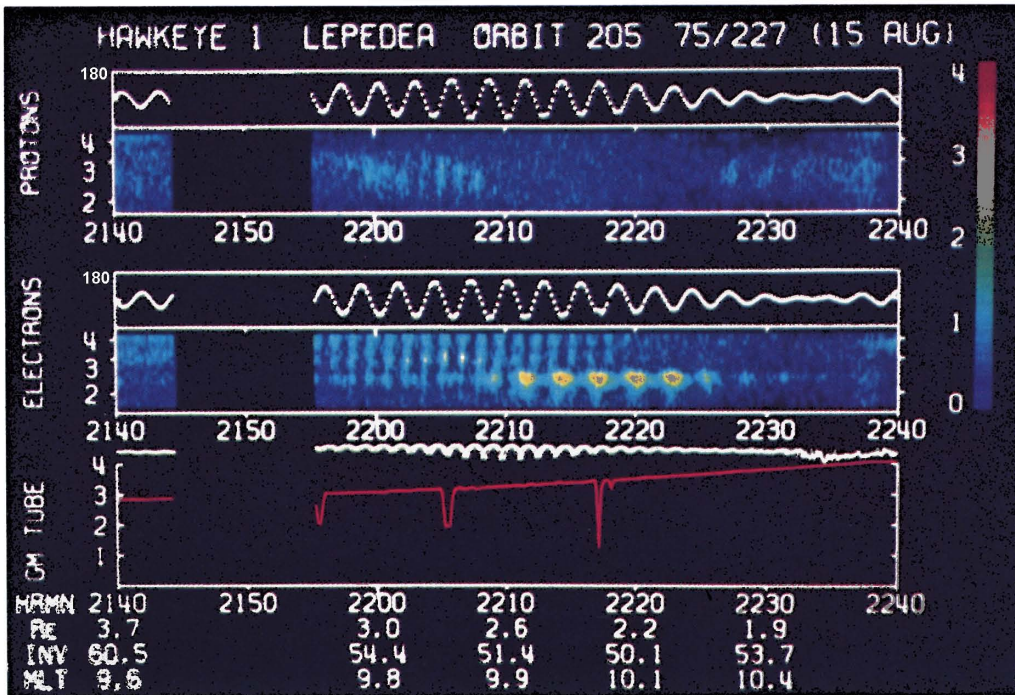 HAWKEYE 1 LEPEDEA ORBIT 205 75/227 (15 AUG)
180
PROTONS
4
3
2
2140 2150 2200 2210 2220 2230 2240
180
ELECTRONS
4
3
2
2140 2150 2200 2210 2220 2230 2240
GM TUBE
4
3
2
1
HRMN 2140 2150 2200 2210 2220 2230 2240
RE 3.7 3.0 2.6 2.2 1.9
INV 60.5 54.4 51.4 50.1 53.7
MLT 9.6 9.8 9.9 10.1 10.4
4
3
2
1
0